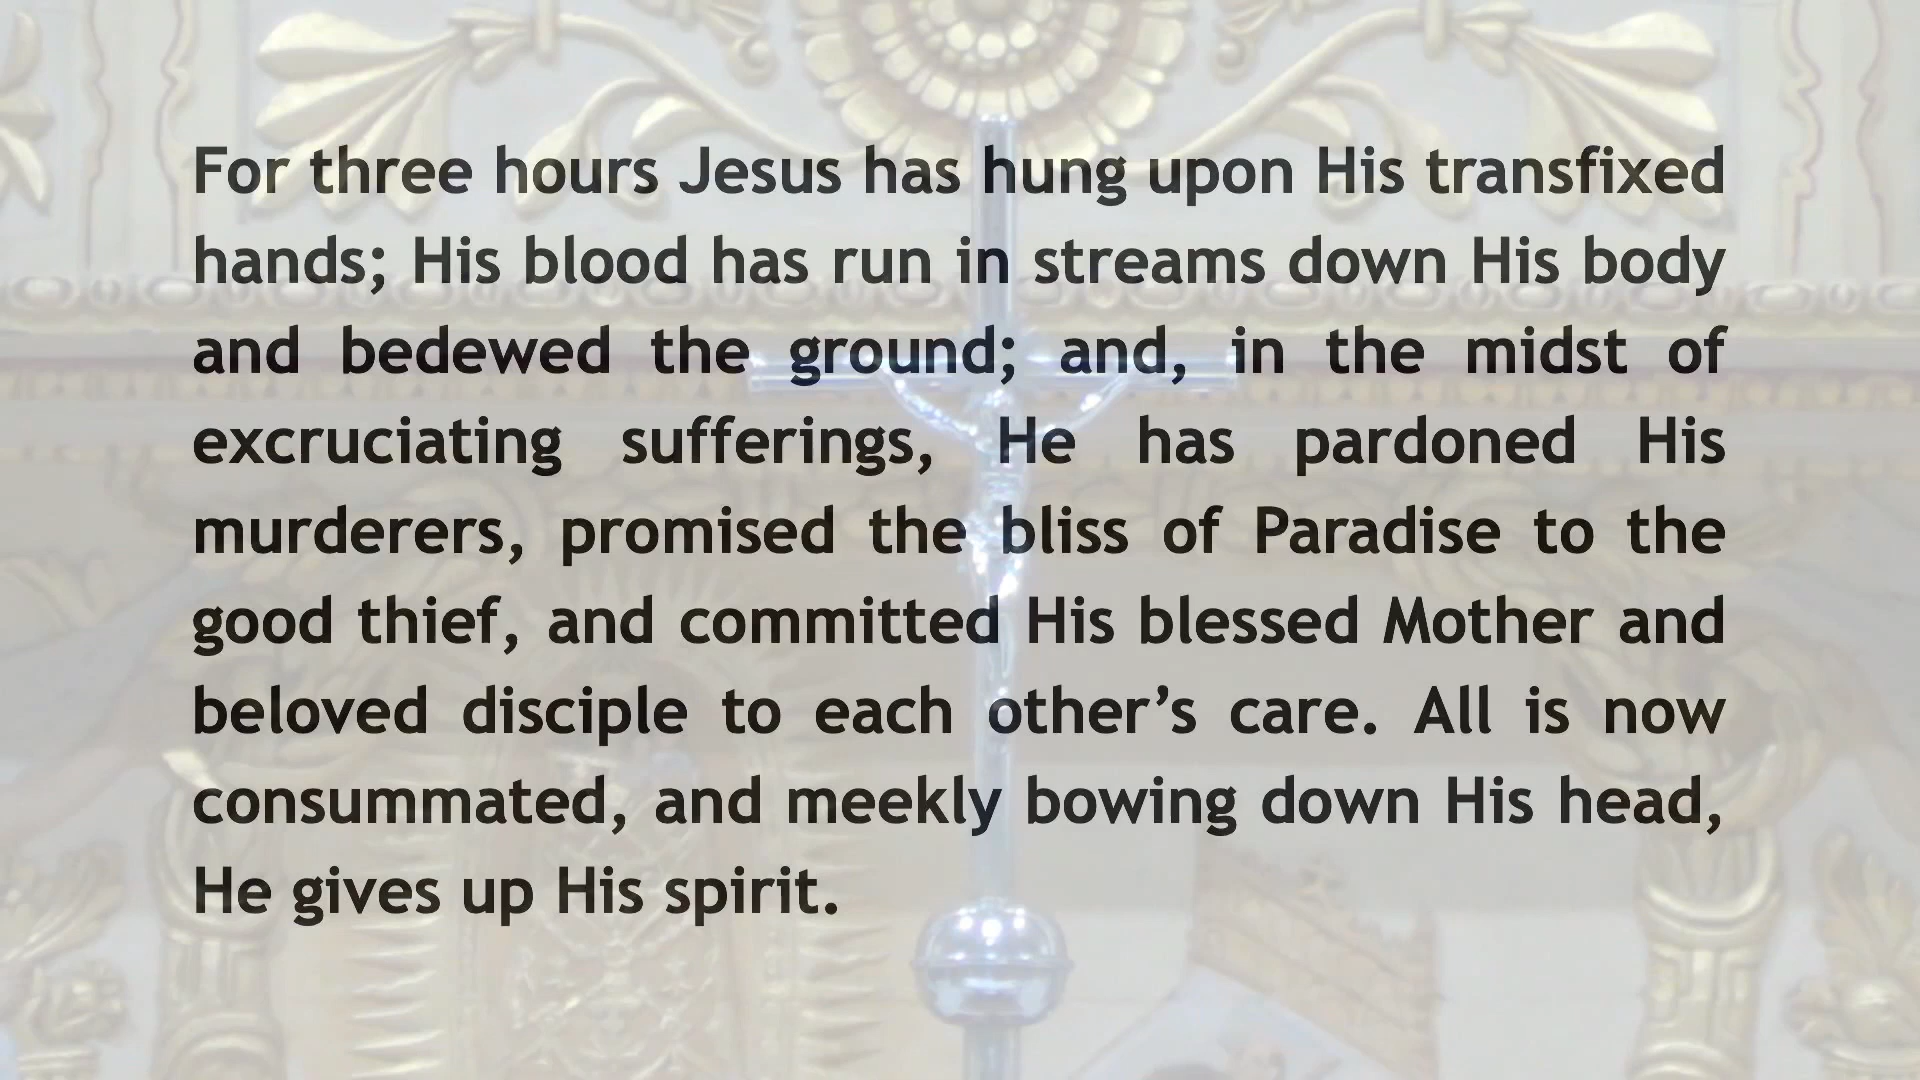 For three hours Jesus has hung upon His transfixed
hands; His blood has run in streams down His body
and bedewed the ground; and, in the midst of
excruciating sufferings, He has pardoned His
murderers, promised the bliss of Paradise to the
good thief, and committed His blessed Mother and
beloved disciple to each other’s care. All is now
consummated, and meekly bowing down His head,
He gives up His spirit.